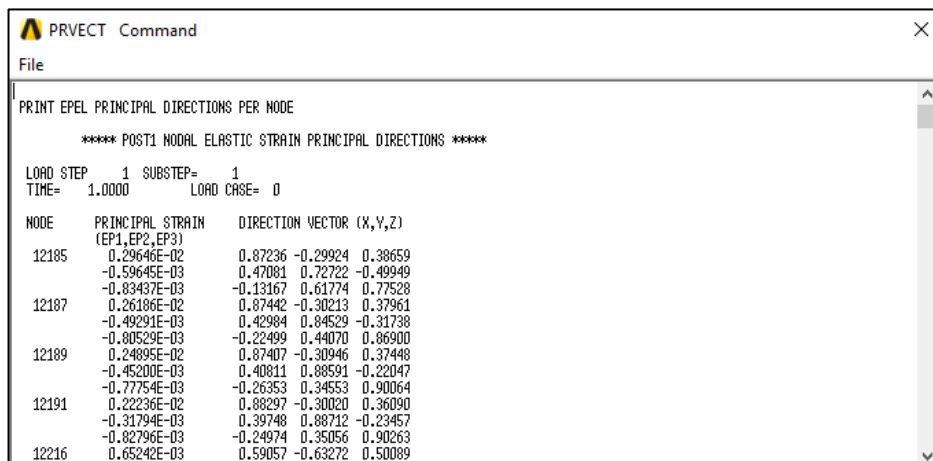 PRVECT Command
File
PRINT EPEL PRINCIPAL DIRECTIONS PER NODE
***** POST1 NODAL ELASTIC STRAIN PRINCIPAL DIRECTIONS *****
LOAD STEP 1 SUBSTEP= 1
TIME= 1.0000 LOAD CASE= 0
NODE PRINCIPAL STRAIN DIRECTION VECTOR (X,Y,Z)
(EP1,EP2,EP3)
12185 0.29646E-02 0.87236 -0.29924 0.38659
-0.59645E-03 0.47081 0.72722 -0.49949
-0.83437E-03 -0.13167 0.61774 0.77528
12187 0.26186E-02 0.87442 -0.30213 0.37961
-0.49291E-03 0.42984 0.84529 -0.31738
-0.80529E-03 -0.22499 0.44070 0.86900
12189 0.24895E-02 0.87407 -0.30946 0.37448
-0.45200E-03 0.40811 0.88591 -0.22047
-0.77754E-03 -0.26353 0.34553 0.90064
12191 0.22236E-02 0.88297 -0.30020 0.36090
-0.31794E-03 0.39748 0.88712 -0.23457
-0.82796E-03 -0.24974 0.35056 0.90263
12216 0.65242E-03 0.59057 -0.63272 0.50089